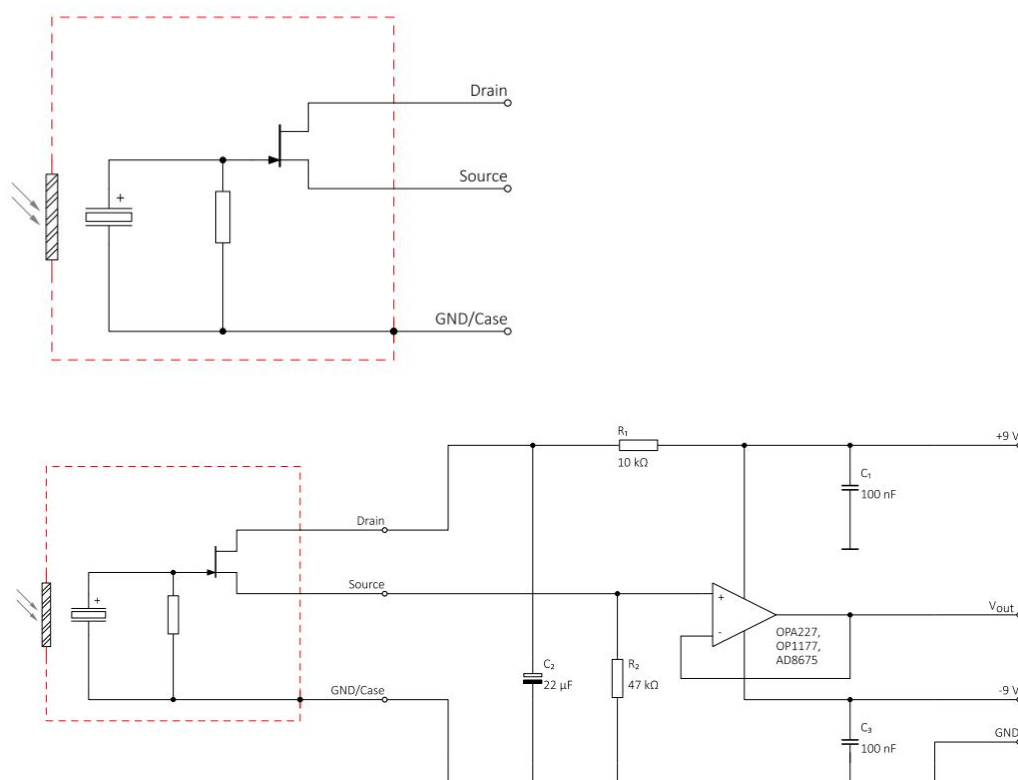 Drain
Source
GND/Case
+
R₁
10 kΩ
+9 V
C₁
100 nF
Drain
Source
GND/Case
+
+
-
OPA227,
OP1177,
AD8675
Vout
C₂
22 µF
R₂
47 kΩ
-9 V
C₃
100 nF
GND